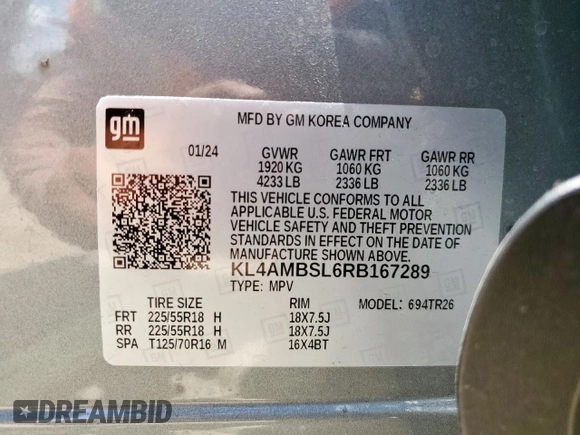 gm
MFD BY GM KOREA COMPANY
01/24 GVWR GAWR FRT GAWR RR
1920 KG 1060 KG 1060 KG
4233 LB 2336 LB 2336 LB
THIS VEHICLE CONFORMS TO ALL
APPLICABLE U.S. FEDERAL MOTOR
VEHICLE SAFETY AND THEFT PREVENTION
STANDARDS IN EFFECT ON THE DATE OF
MANUFACTURE SHOWN ABOVE.
KL4AMBSL6RB167289
TYPE: MPV
TIRE SIZE RIM MODEL: 694TR26
FRT 225/55R18 H 18X7.5J
RR 225/55R18 H 18X7.5J
SPA T125/70R16 M 16X4BT
DREAMBID